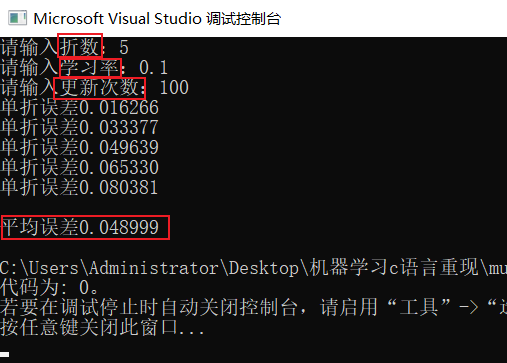 Microsoft Visual Studio 调试控制台
请输入折数：5
请输入学习率：0.1
请输入更新次数：100
单折误差0.016266
单折误差0.033377
单折误差0.049639
单折误差0.065330
单折误差0.080381
平均误差0.048999
C:\Users\Administrator\Desktop\机器学习c语言重现\mu
代码为: 0。
若要在调试停止时自动关闭控制台，请启用“工具”->“
按任意键关闭此窗口...